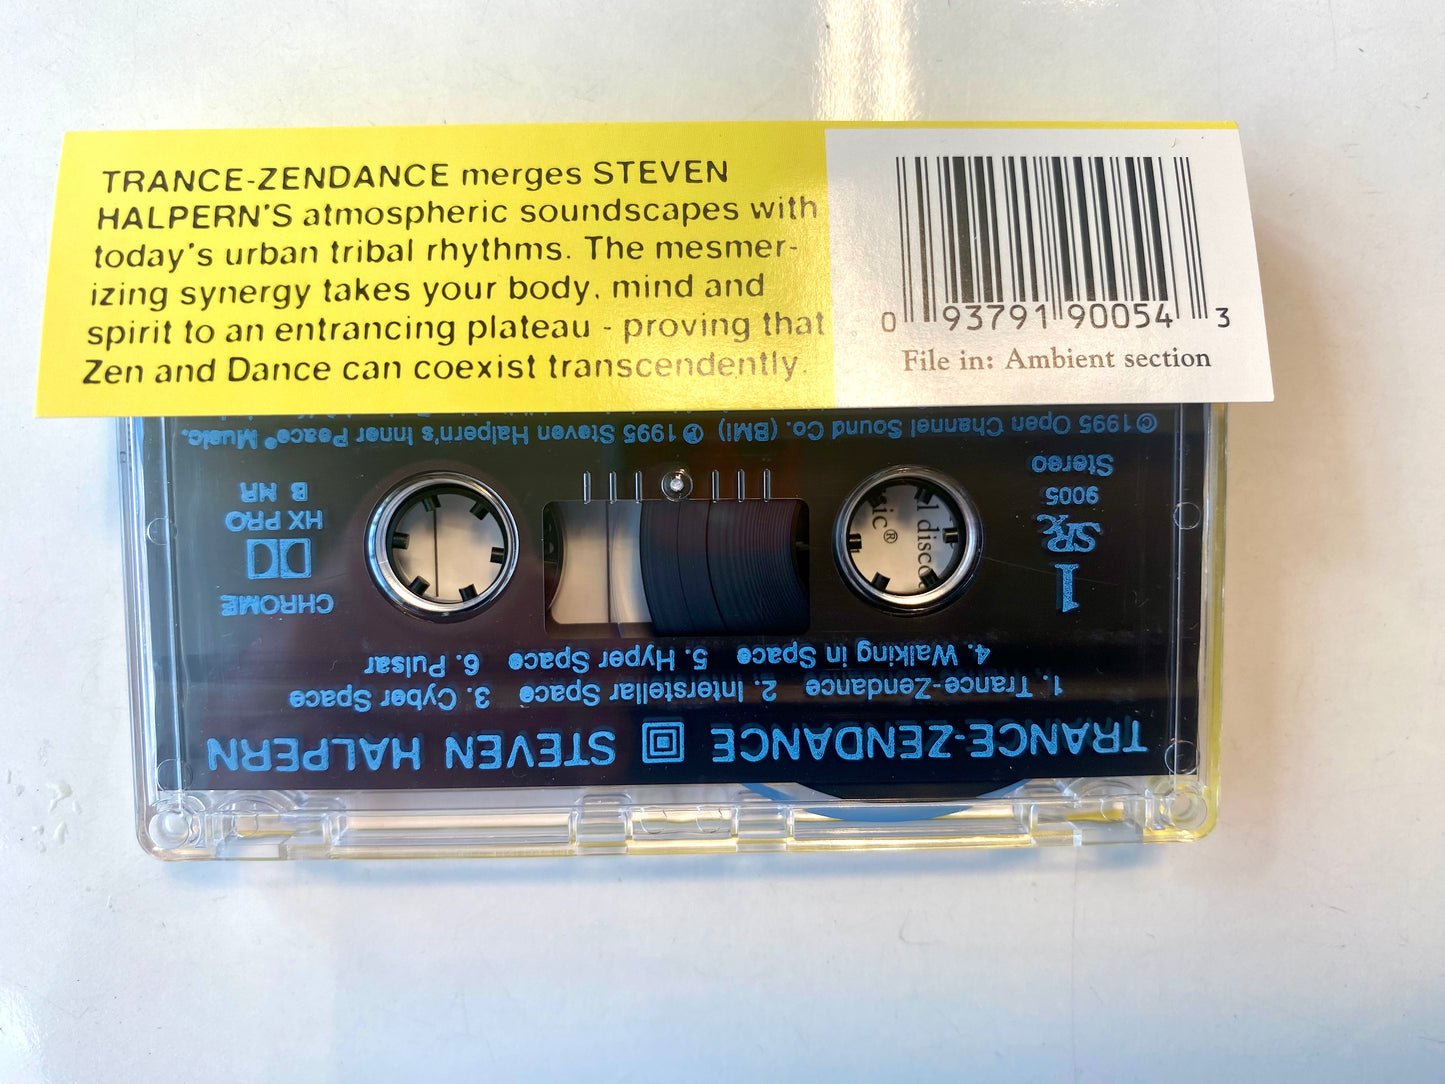 TRANCE-ZENDANCE merges STEVEN
HALPERN'S atmospheric soundscapes with
today's urban tribal rhythms. The mesmer-
izing synergy takes your body, mind and
spirit to an entrancing plateau - proving that
Zen and Dance can coexist transcendently.
0 93791 90054 3
File in: Ambient section
TRANCE-ZENDANCE STEVEN HALPERN
1. Trance-Zendance 2. Interstellar Space 3. Cyber Space
4. Walking in Space 5. Hyper Space 6. Pulsar
1
SRX
9005
Stereo
CHROME
HX PRO
B NR
l disco
sic®
©1995 Open Channel Sound Co. (BMI) ℗ 1995 Steven Halpern's Inner Peace® Music.